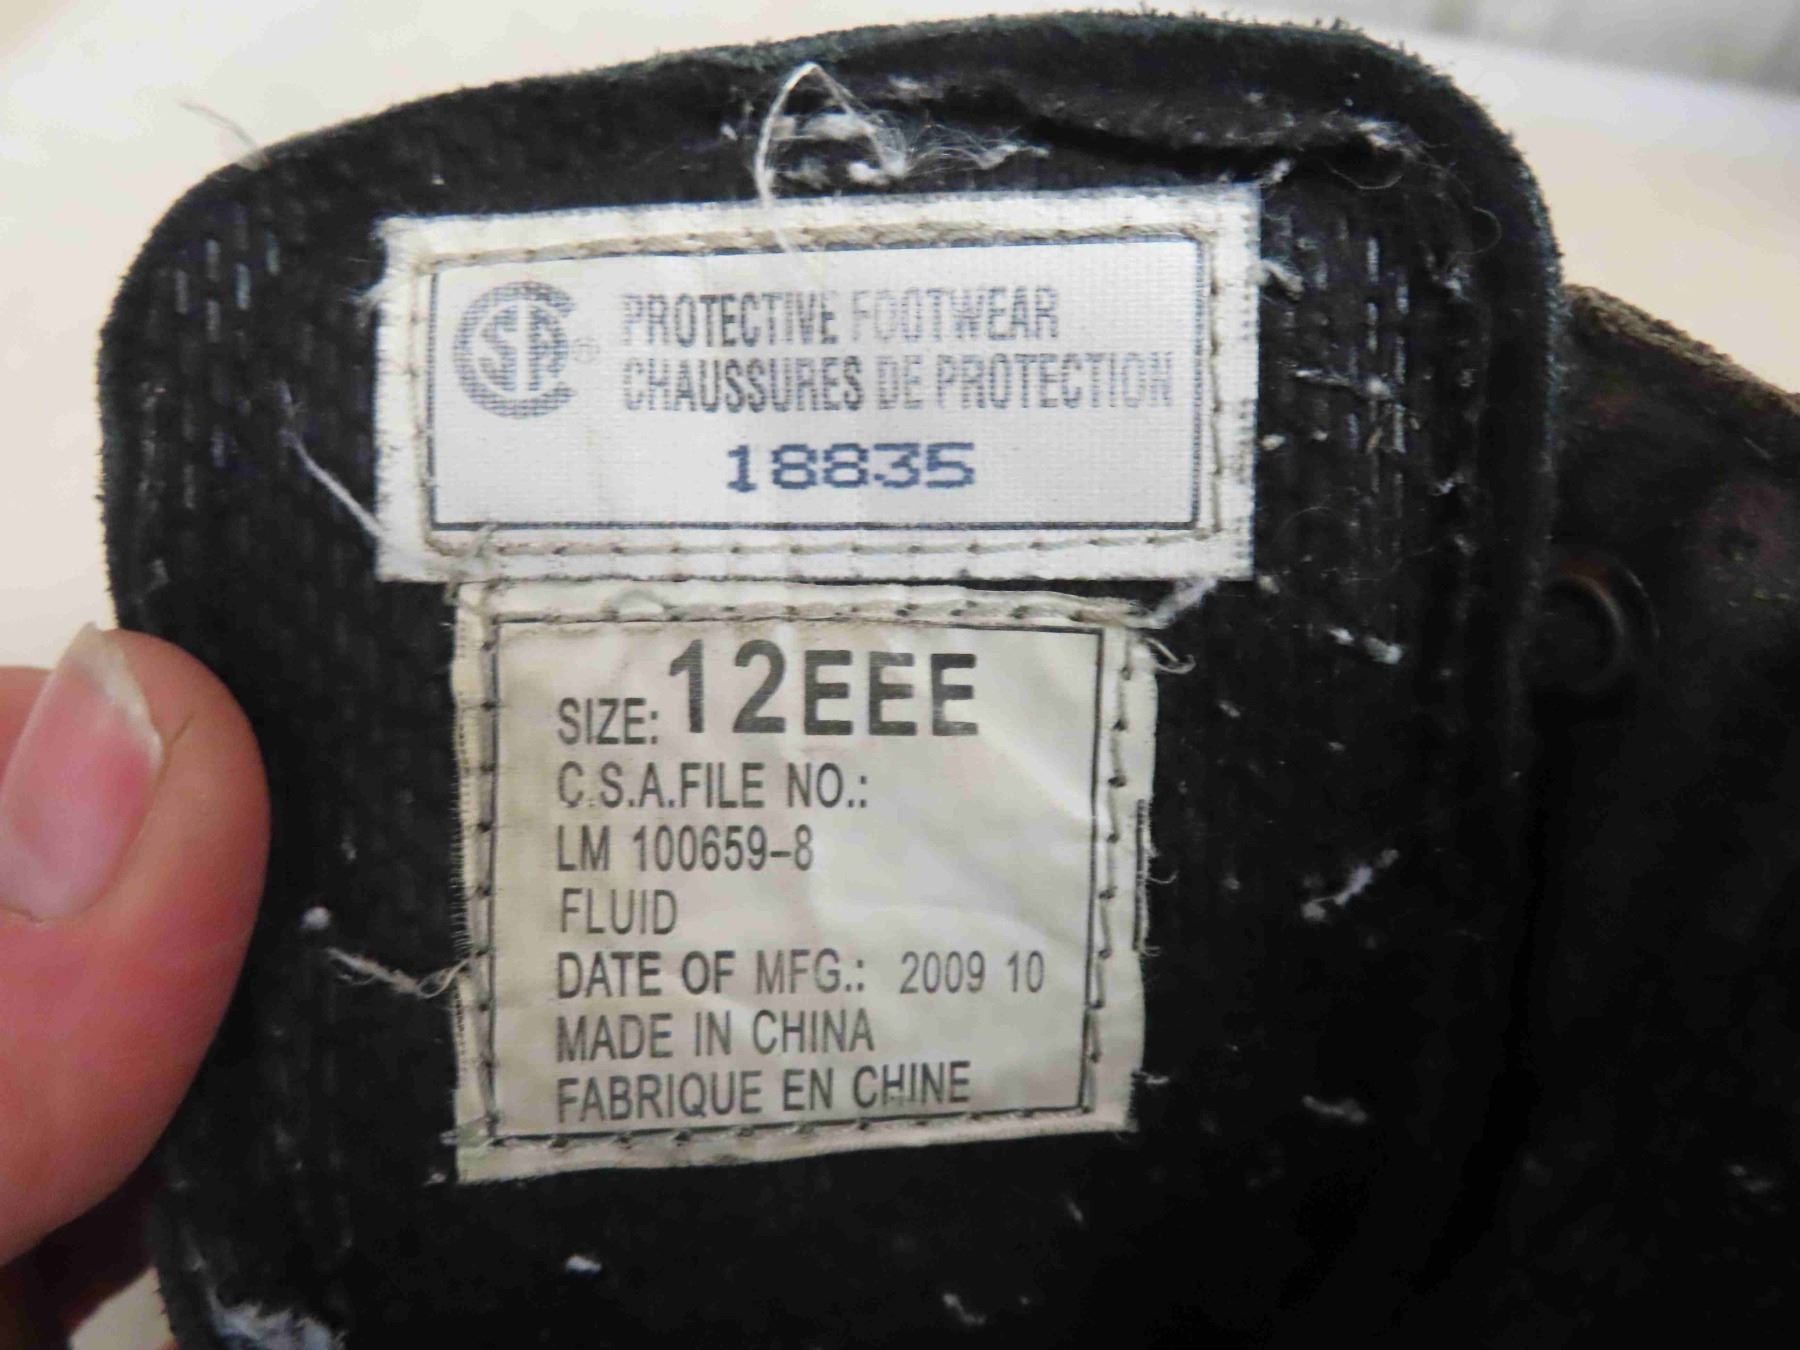 CSA® PROTECTIVE FOOTWEAR
CHAUSSURES DE PROTECTION
18835
SIZE: 12EEE
C.S.A.FILE NO.:
LM 100659-8
FLUID
DATE OF MFG.: 2009 10
MADE IN CHINA
FABRIQUE EN CHINE